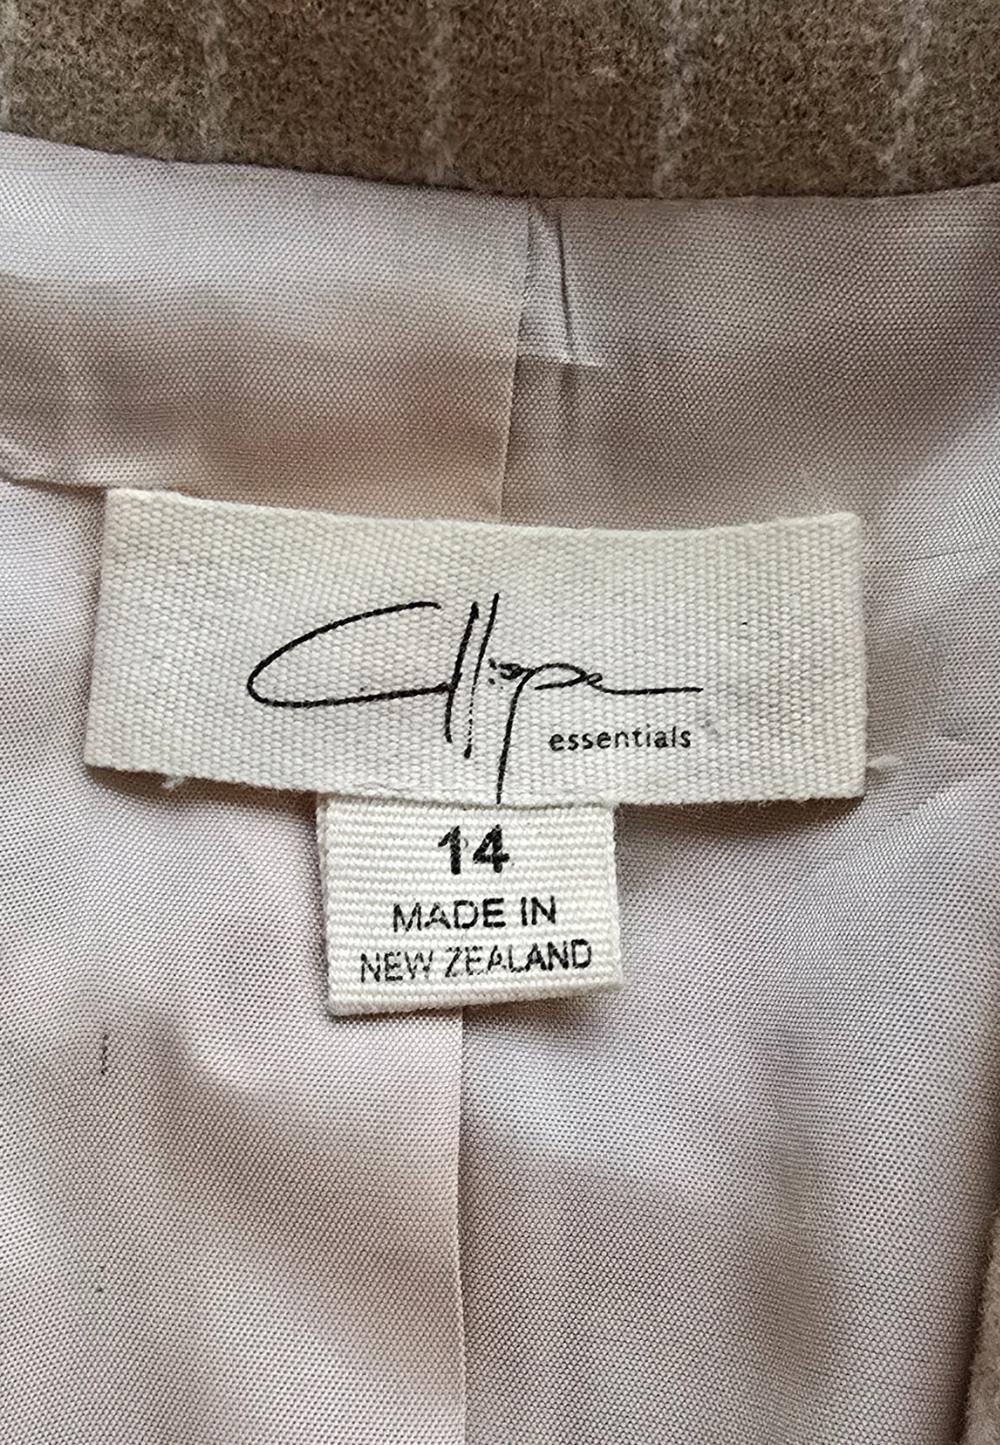 essentials
14
MADE IN
NEW ZEALAND